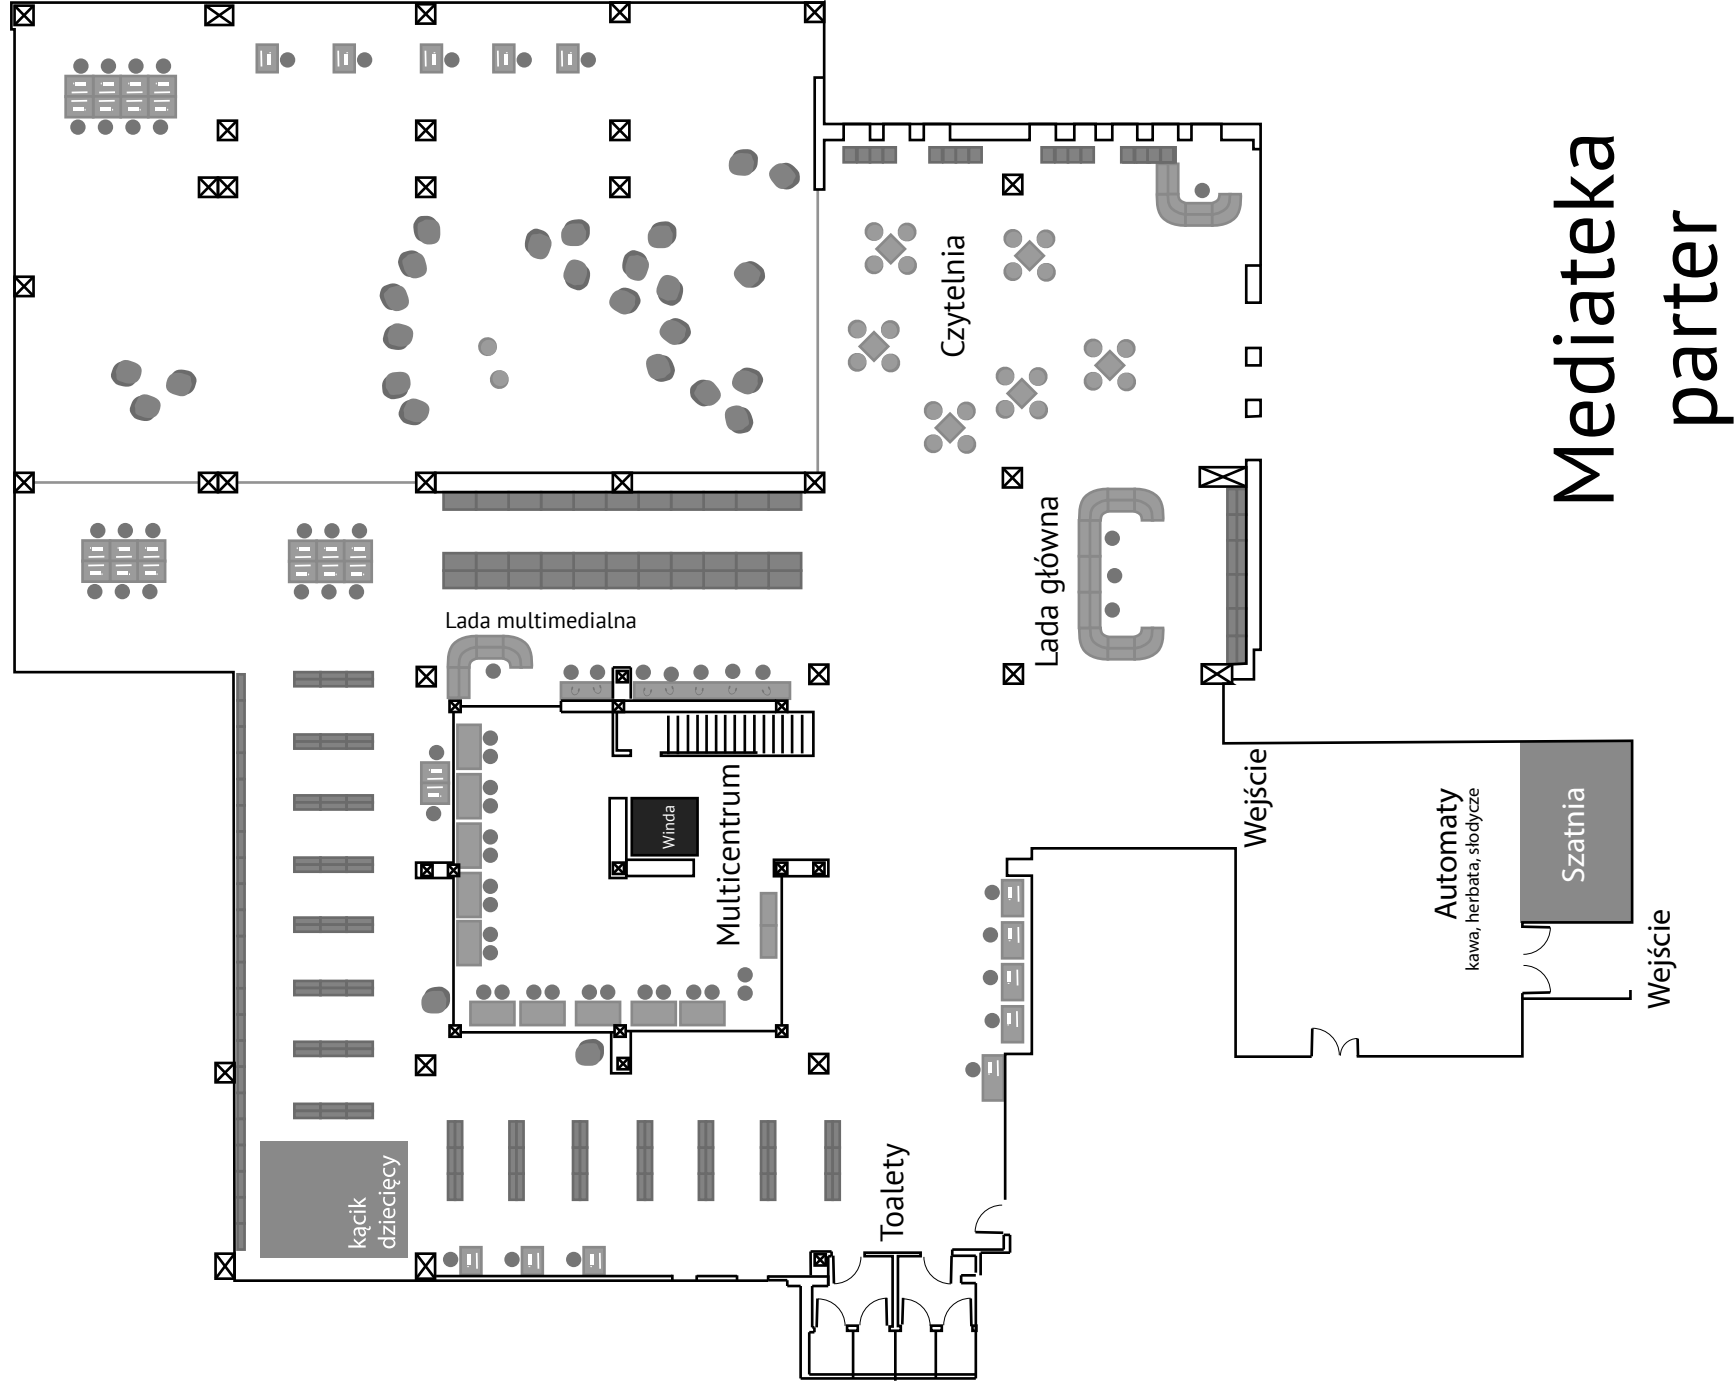 Mediateka
parter
Czytelnia
Lada główna
Lada multimedialna
Multicentrum
Winda
Wejście
Automaty
kawa, herbata, słodycze
Szatnia
Wejście
kącik
dziecięcy
Toalety